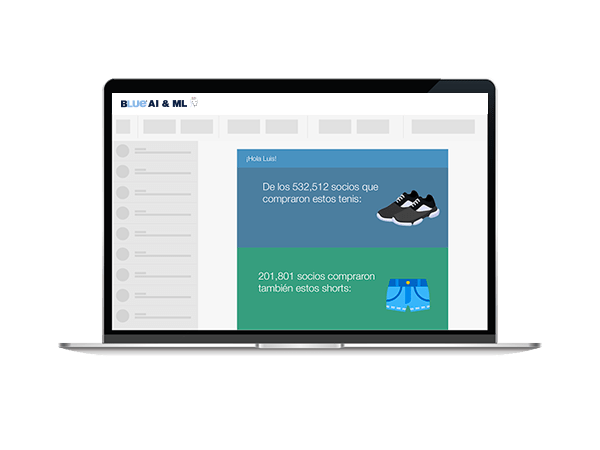 BLUE AI & ML
¡Hola Luis!
De los 532,512 socios que
compraron estos tenis:
201,801 socios compraron
también estos shorts: